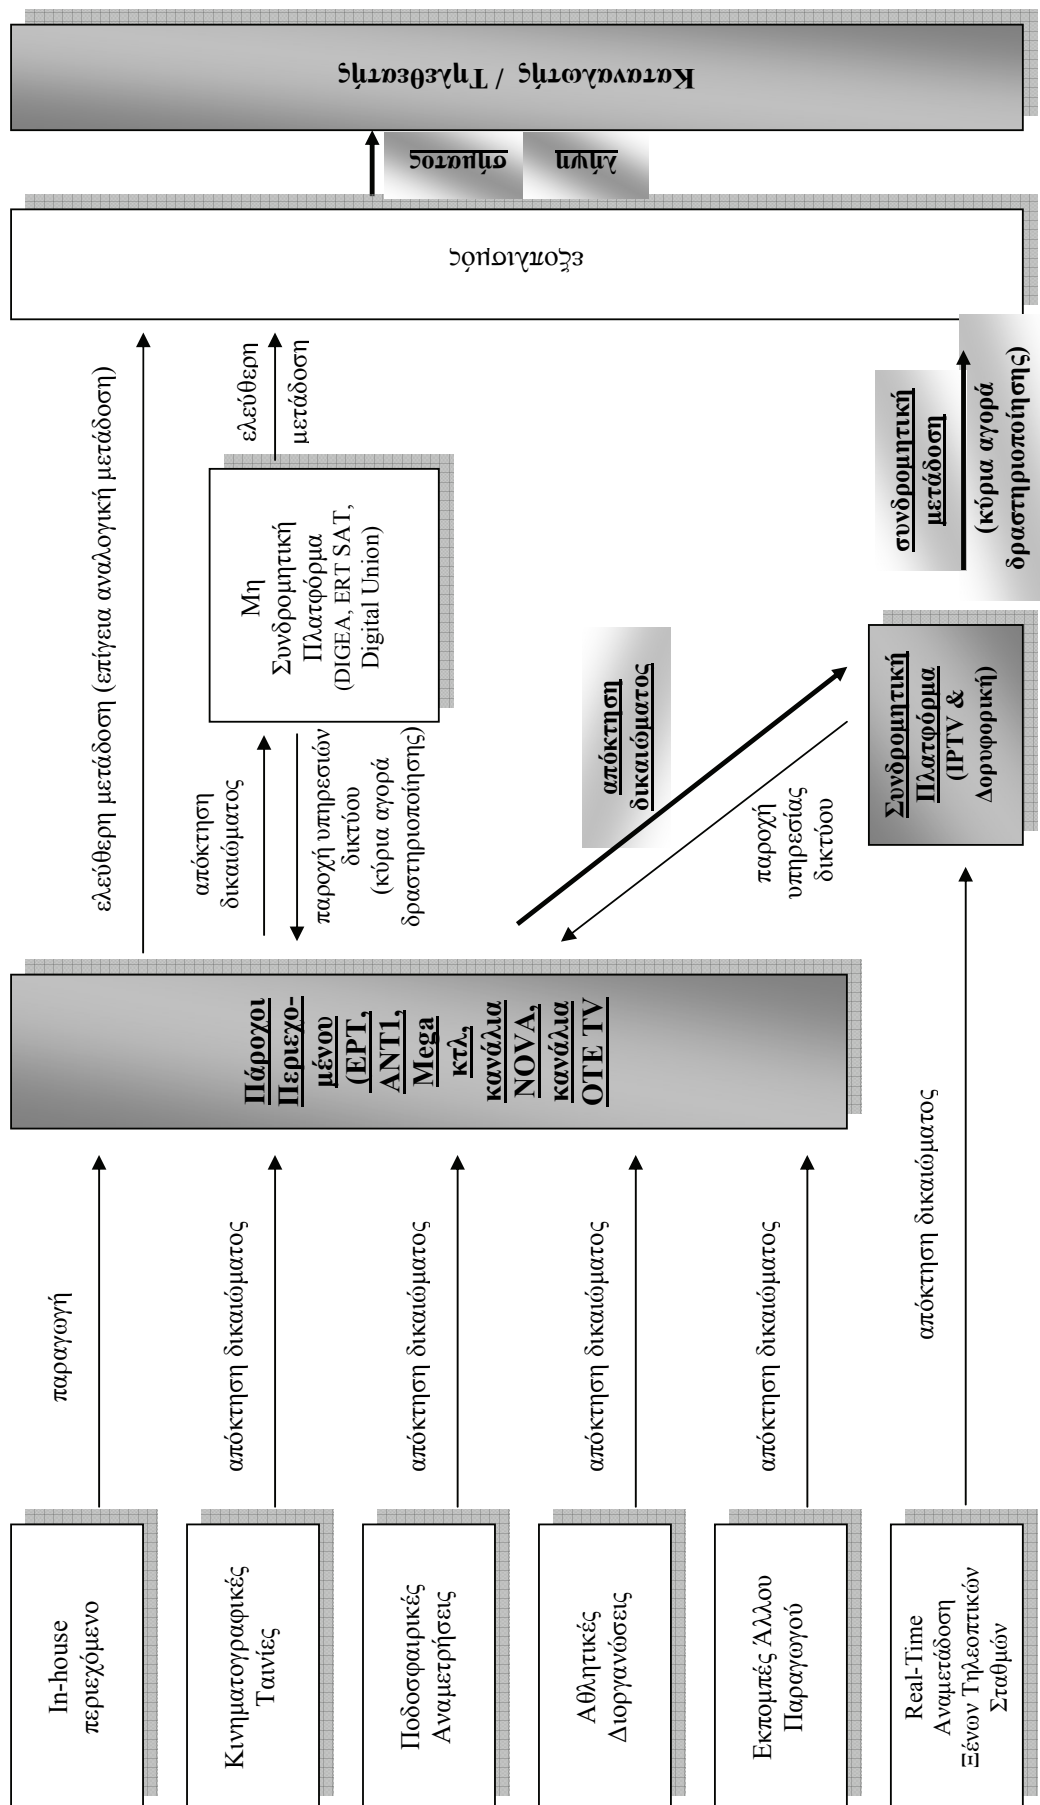 In-house
περιεχόμενο
Κινηματογραφικές
Ταινίες
Ποδοσφαιρικές
Αναμετρήσεις
Αθλητικές
Διοργανώσεις
Εκπομπές Άλλου
Παραγωγού
Real-Time
Αναμετάδοση
Ξένων Τηλεοπτικών
Σταθμών
παραγωγή
απόκτηση δικαιώματος
απόκτηση δικαιώματος
απόκτηση δικαιώματος
απόκτηση δικαιώματος
απόκτηση δικαιώματος
Πάροχοι
Περιεχο-
μένου
(ΕΡΤ,
ΑΝΤ1,
Mega
κτλ,
κανάλια
NOVA,
κανάλια
OTE TV
ελεύθερη μετάδοση (επίγεια αναλογική μετάδοση)
απόκτηση
δικαιώματος
παροχή υπηρεσιών
δικτύου
(κύρια αγορά
δραστηριοποίησης)
Μη
Συνδρομητική
Πλατφόρμα
(DIGEA, ERT SAT,
Digital Union)
ελεύθερη
μετάδοση
απόκτηση
δικαιώματος
παροχή
υπηρεσίας
δικτύου
Συνδρομητική
Πλατφόρμα
(IPTV &
Δορυφορική)
συνδρομητική
μετάδοση
(κύρια αγορά
δραστηριοποίησης)
εξοπλισμός
λήψη
σήματος
Καταναλωτής / Τηλεθεατής